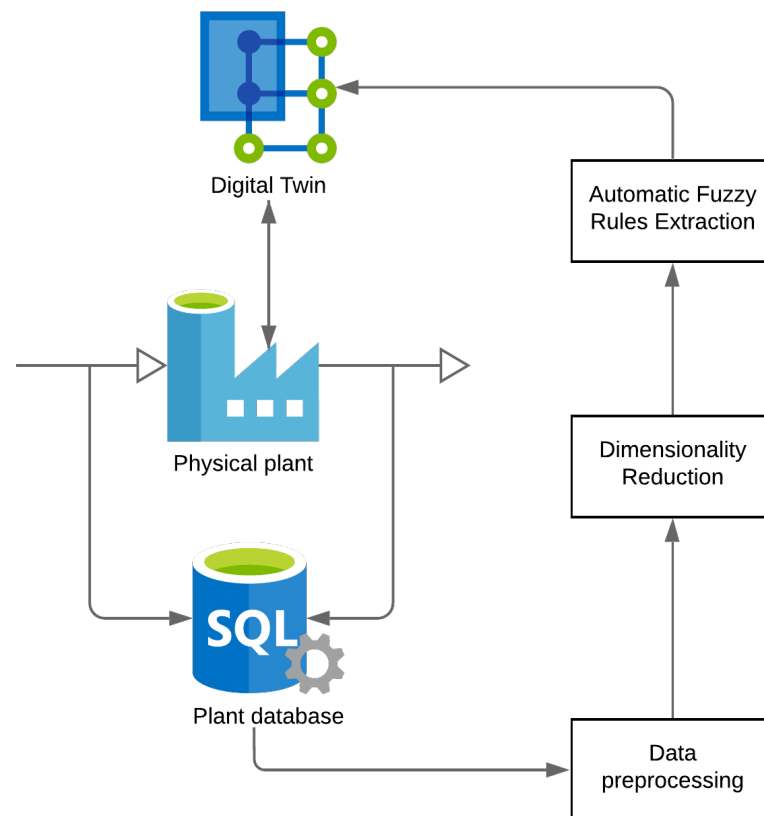 Digital Twin
Automatic Fuzzy
Rules Extraction
Physical plant
Dimensionality
Reduction
SQL
Plant database
Data
preprocessing